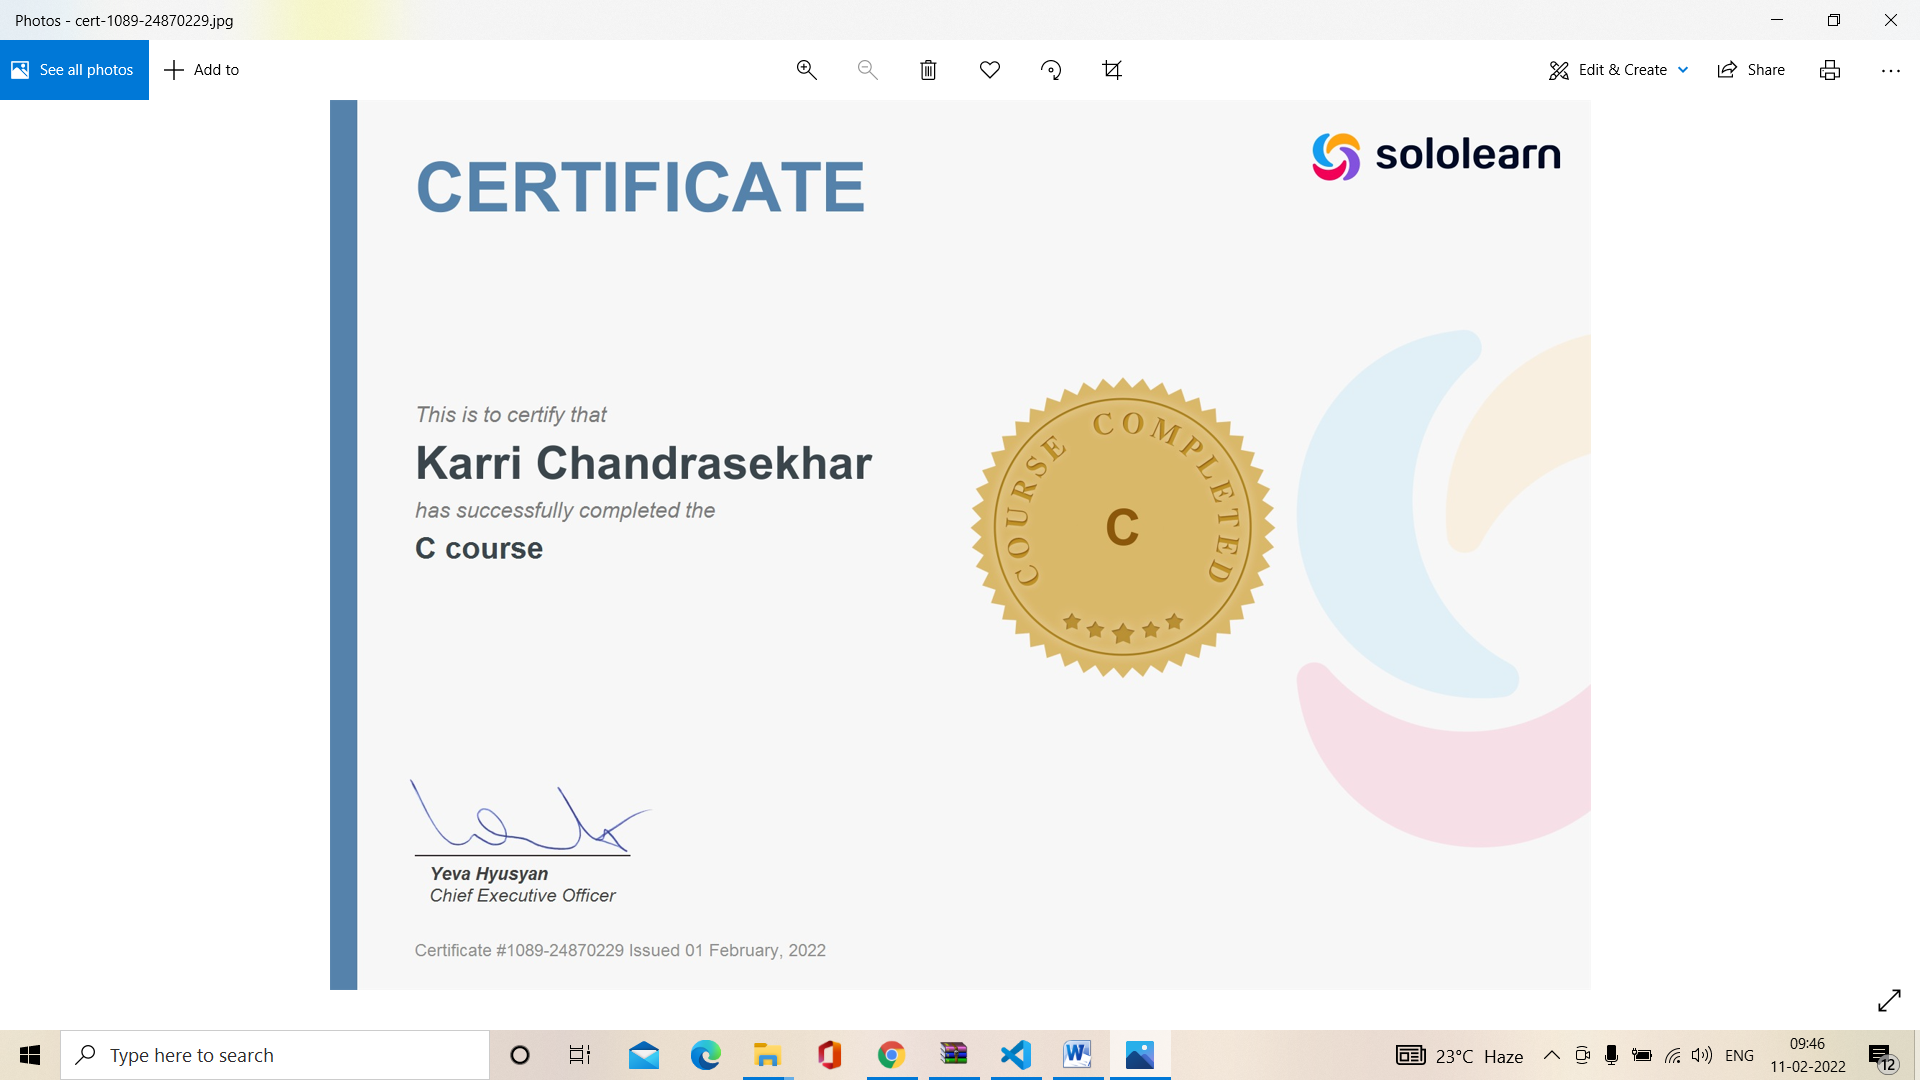 Photos - cert-1089-24870229.jpg
See all photos
Add to
Edit & Create
Share
sololearn
CERTIFICATE
This is to certify that
Karri Chandrasekhar
has successfully completed the
C course
COURSE COMPLETED
C
Yeva Hyusyan
Chief Executive Officer
Certificate #1089-24870229 Issued 01 February, 2022
Type here to search
23°C Haze
ENG
09:46
11-02-2022
12